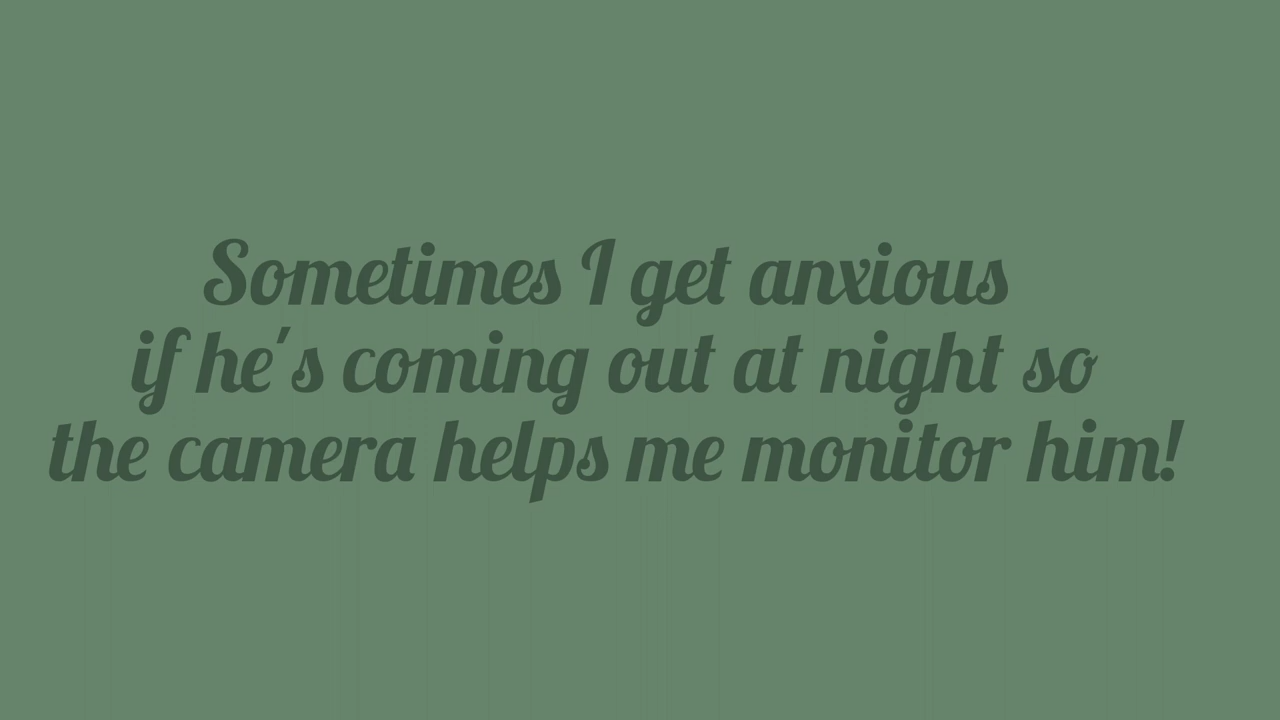 Sometimes I get anxious
if he's coming out at night so
the camera helps me monitor him!